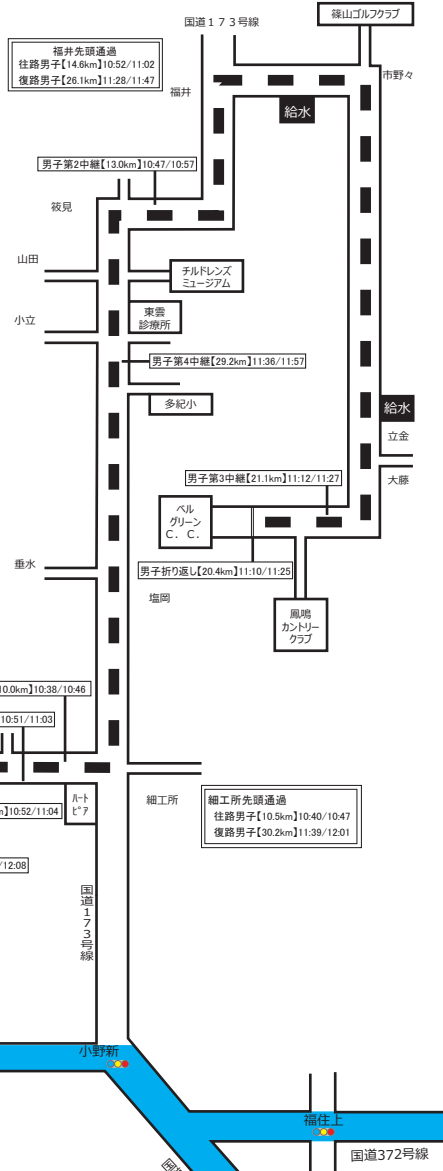 篠山ゴルフクラブ
国道１７３号線
福井先頭通過
往路男子【14.6km】10:52/11:02
復路男子【26.1km】11:28/11:47
市野々
福井
給水
男子第2中継【13.0km】10:47/10:57
筱見
山田
チルドレンズ
ミュージアム
小立
東雲
診療所
男子第4中継【29.2km】11:36/11:57
多紀小
給水
立金
男子第3中継【21.1km】11:12/11:27
大藤
ベル
グリーン
Ｃ．Ｃ．
垂水
男子折り返し【20.4km】11:10/11:25
塩岡
鳳鳴
カントリー
クラブ
10.0km】10:38/10:46
10:51/11:03
細工所
細工所先頭通過
往路男子【10.5km】10:40/10:47
復路男子【30.2km】11:39/12:01
ハート
ピア
m】10:52/11:04
/12:08
国道１７３号線
小野新
福住上
国道372号線